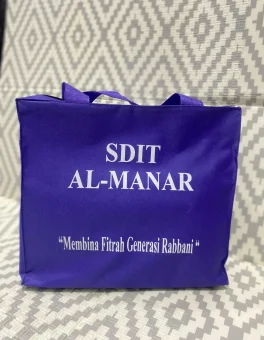 SDIT
AL-MANAR
“Membina Fitrah Generasi Rabbani “